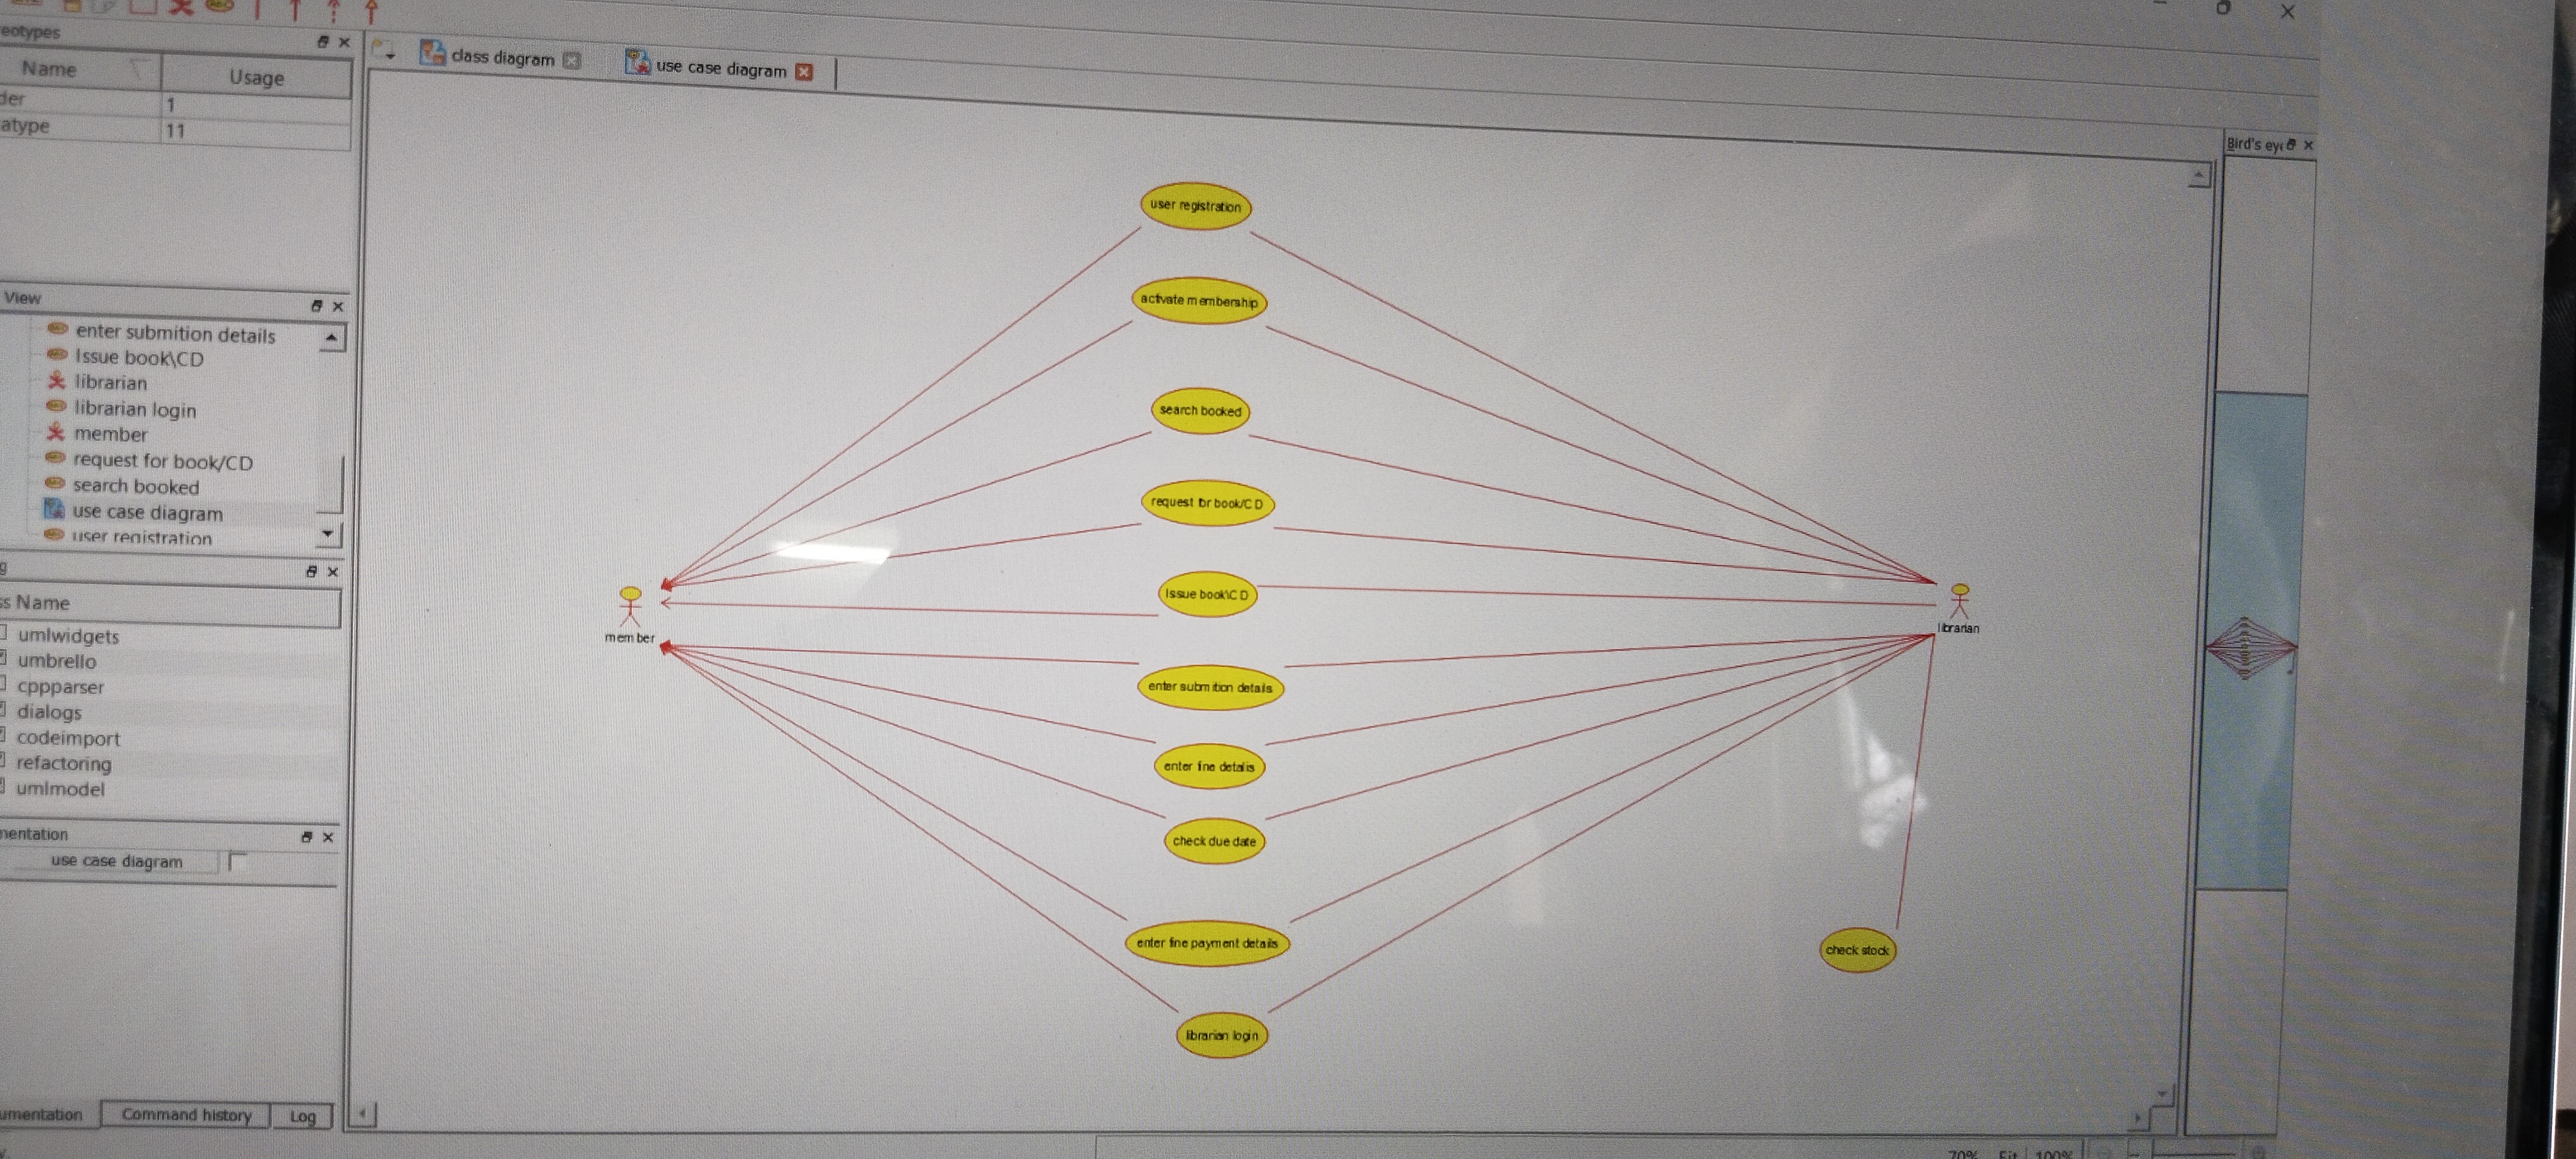 eotypes
Name Usage
der 1
atype 11
View
enter submition details
Issue book\CD
librarian
librarian login
member
request for book/CD
search booked
use case diagram
user registration
g
s Name
umlwidgets
umbrello
cppparser
dialogs
codeimport
refactoring
umlmodel
mentation
use case diagram
umentation Command history Log
class diagram use case diagram
user registration
activate membership
search booked
request for book/CD
Issue book\CD
member
librarian
enter submition details
enter fine details
check due date
enter fine payment details
check stock
librarian login
Bird's eye
70% Fit 100%